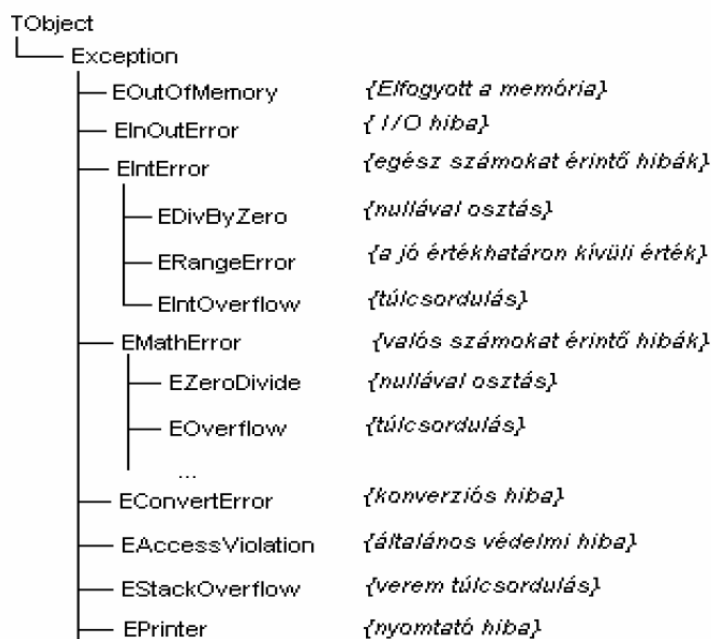 TObject
Exception
EOutOfMemory {Elfogyott a memória}
EInOutError { I/O hiba}
EIntError {egész számokat érintő hibák}
EDivByZero {nullával osztás}
ERangeError {a jó értékhatáron kívüli érték}
EIntOverflow {túlcsordulás}
EMathError {valós számokat érintő hibák}
EZeroDivide {nullával osztás}
EOverflow {túlcsordulás}
...
EConvertError {konverziós hiba}
EAccessViolation {általános védelmi hiba}
EStackOverflow {verem túlcsordulás}
EPrinter {nyomtató hiba}